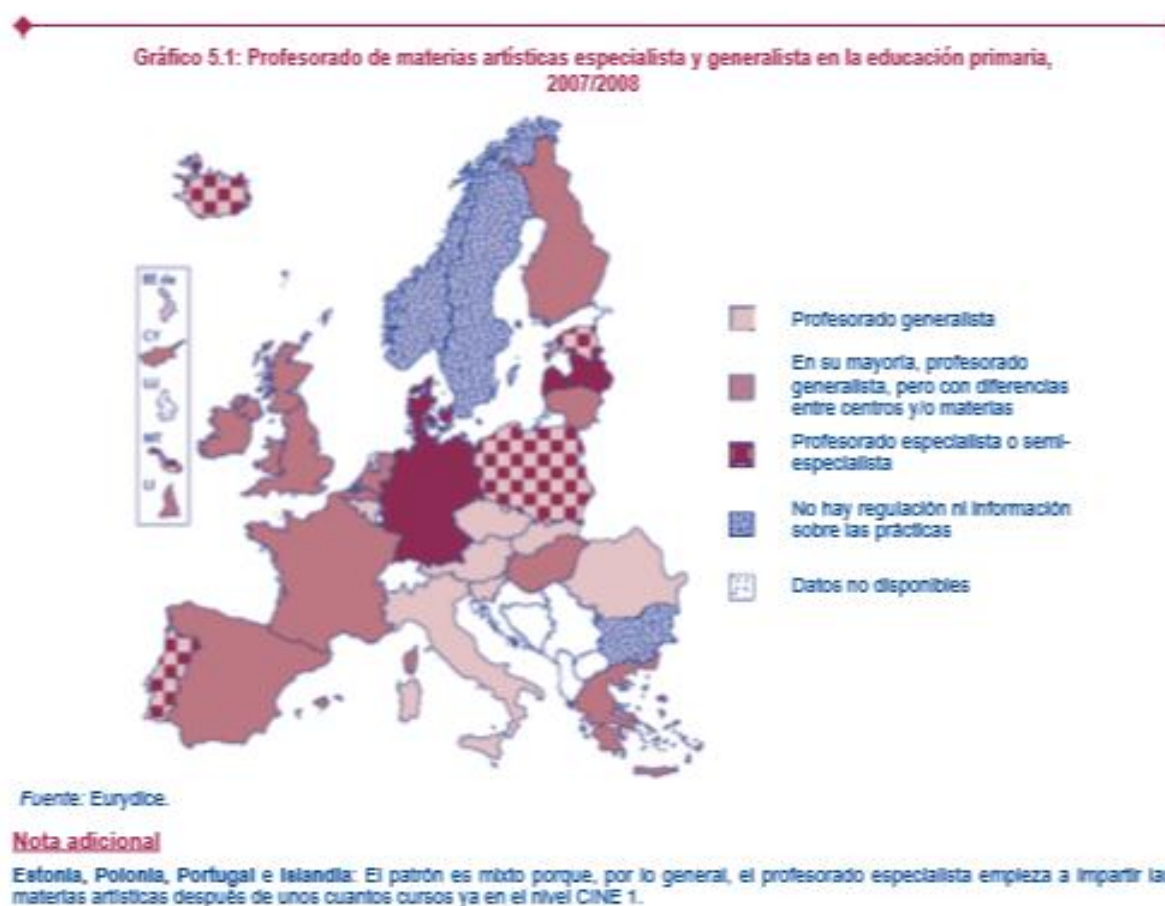 Gráfico 5.1: Profesorado de materias artísticas especialista y generalista en la educación primaria,
2007/2008
BE de
CY
LU
MT
LI
Profesorado generalista
En su mayoría, profesorado
generalista, pero con diferencias
entre centros y/o materias
Profesorado especialista o semi-
especialista
No hay regulación ni información
sobre las prácticas
Datos no disponibles
Fuente: Eurydice.
Nota adicional
Estonia, Polonia, Portugal e Islandia: El patrón es mixto porque, por lo general, el profesorado especialista empieza a impartir las
materias artísticas después de unos cuantos cursos ya en el nivel CINE 1.